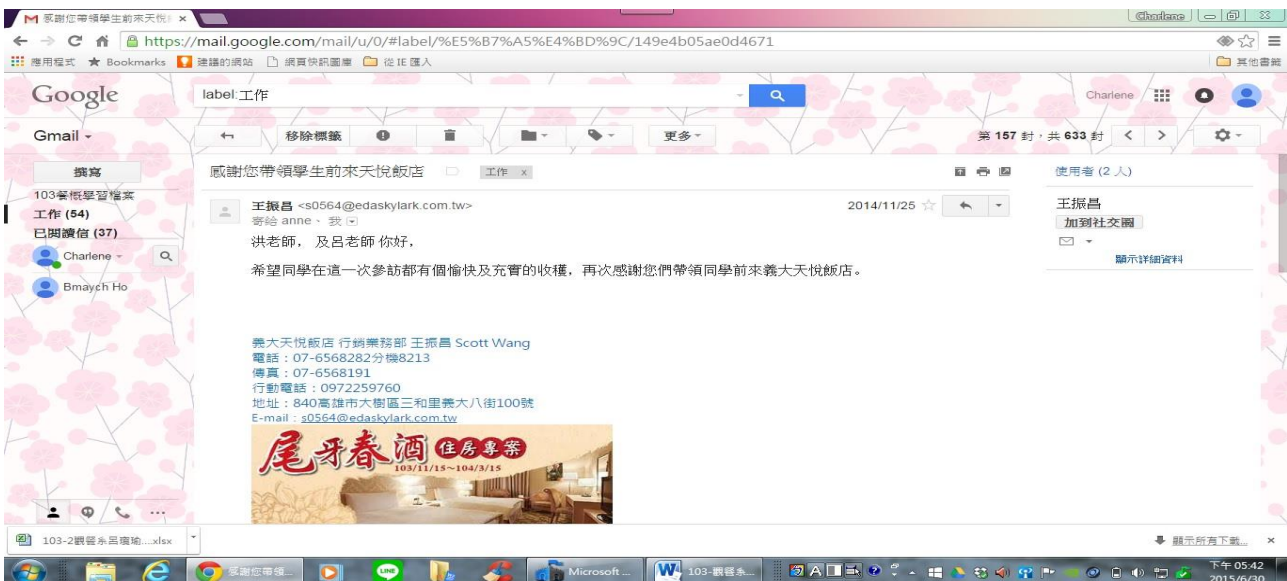 感謝您帶領學生前來天悅
Charlene
https://mail.google.com/mail/u/0/#label/%E5%B7%A5%E4%BD%9C/149e4b05ae0d4671
應用程式 Bookmarks 建議的網站 網頁快訊圖庫 從 IE 匯入 其他書籤
Google label:工作 Charlene
Gmail 移除標籤 更多 第 157 封,共 633 封
撰寫 感謝您帶領學生前來天悅飯店 工作 x 使用者 (2 人)
103餐概學習檔案
工作 (54)
已閱讀信 (37)
Charlene
Bmaych Ho
王振昌 <s0564@edaskylark.com.tw> 2014/11/25
寄給 anne、我
洪老師, 及呂老師 你好,
希望同學在這一次參訪都有個愉快及充實的收穫, 再次感謝您們帶領同學前來義大天悅飯店。
王振昌
加到社交圈
顯示詳細資料
義大天悅飯店 行銷業務部 王振昌 Scott Wang
電話:07-6568282分機8213
傳真:07-6568191
行動電話:0972259760
地址:840高雄市大樹區三和里義大八街100號
E-mail : s0564@edaskylark.com.tw
尾牙春酒 住房專案
103/11/15~104/3/15
103-2觀餐系呂瓊瑜....xlsx 顯示所有下載...
感謝您帶領... LINE Microsoft ... 103-觀餐系... 下午 05:42
2015/6/30